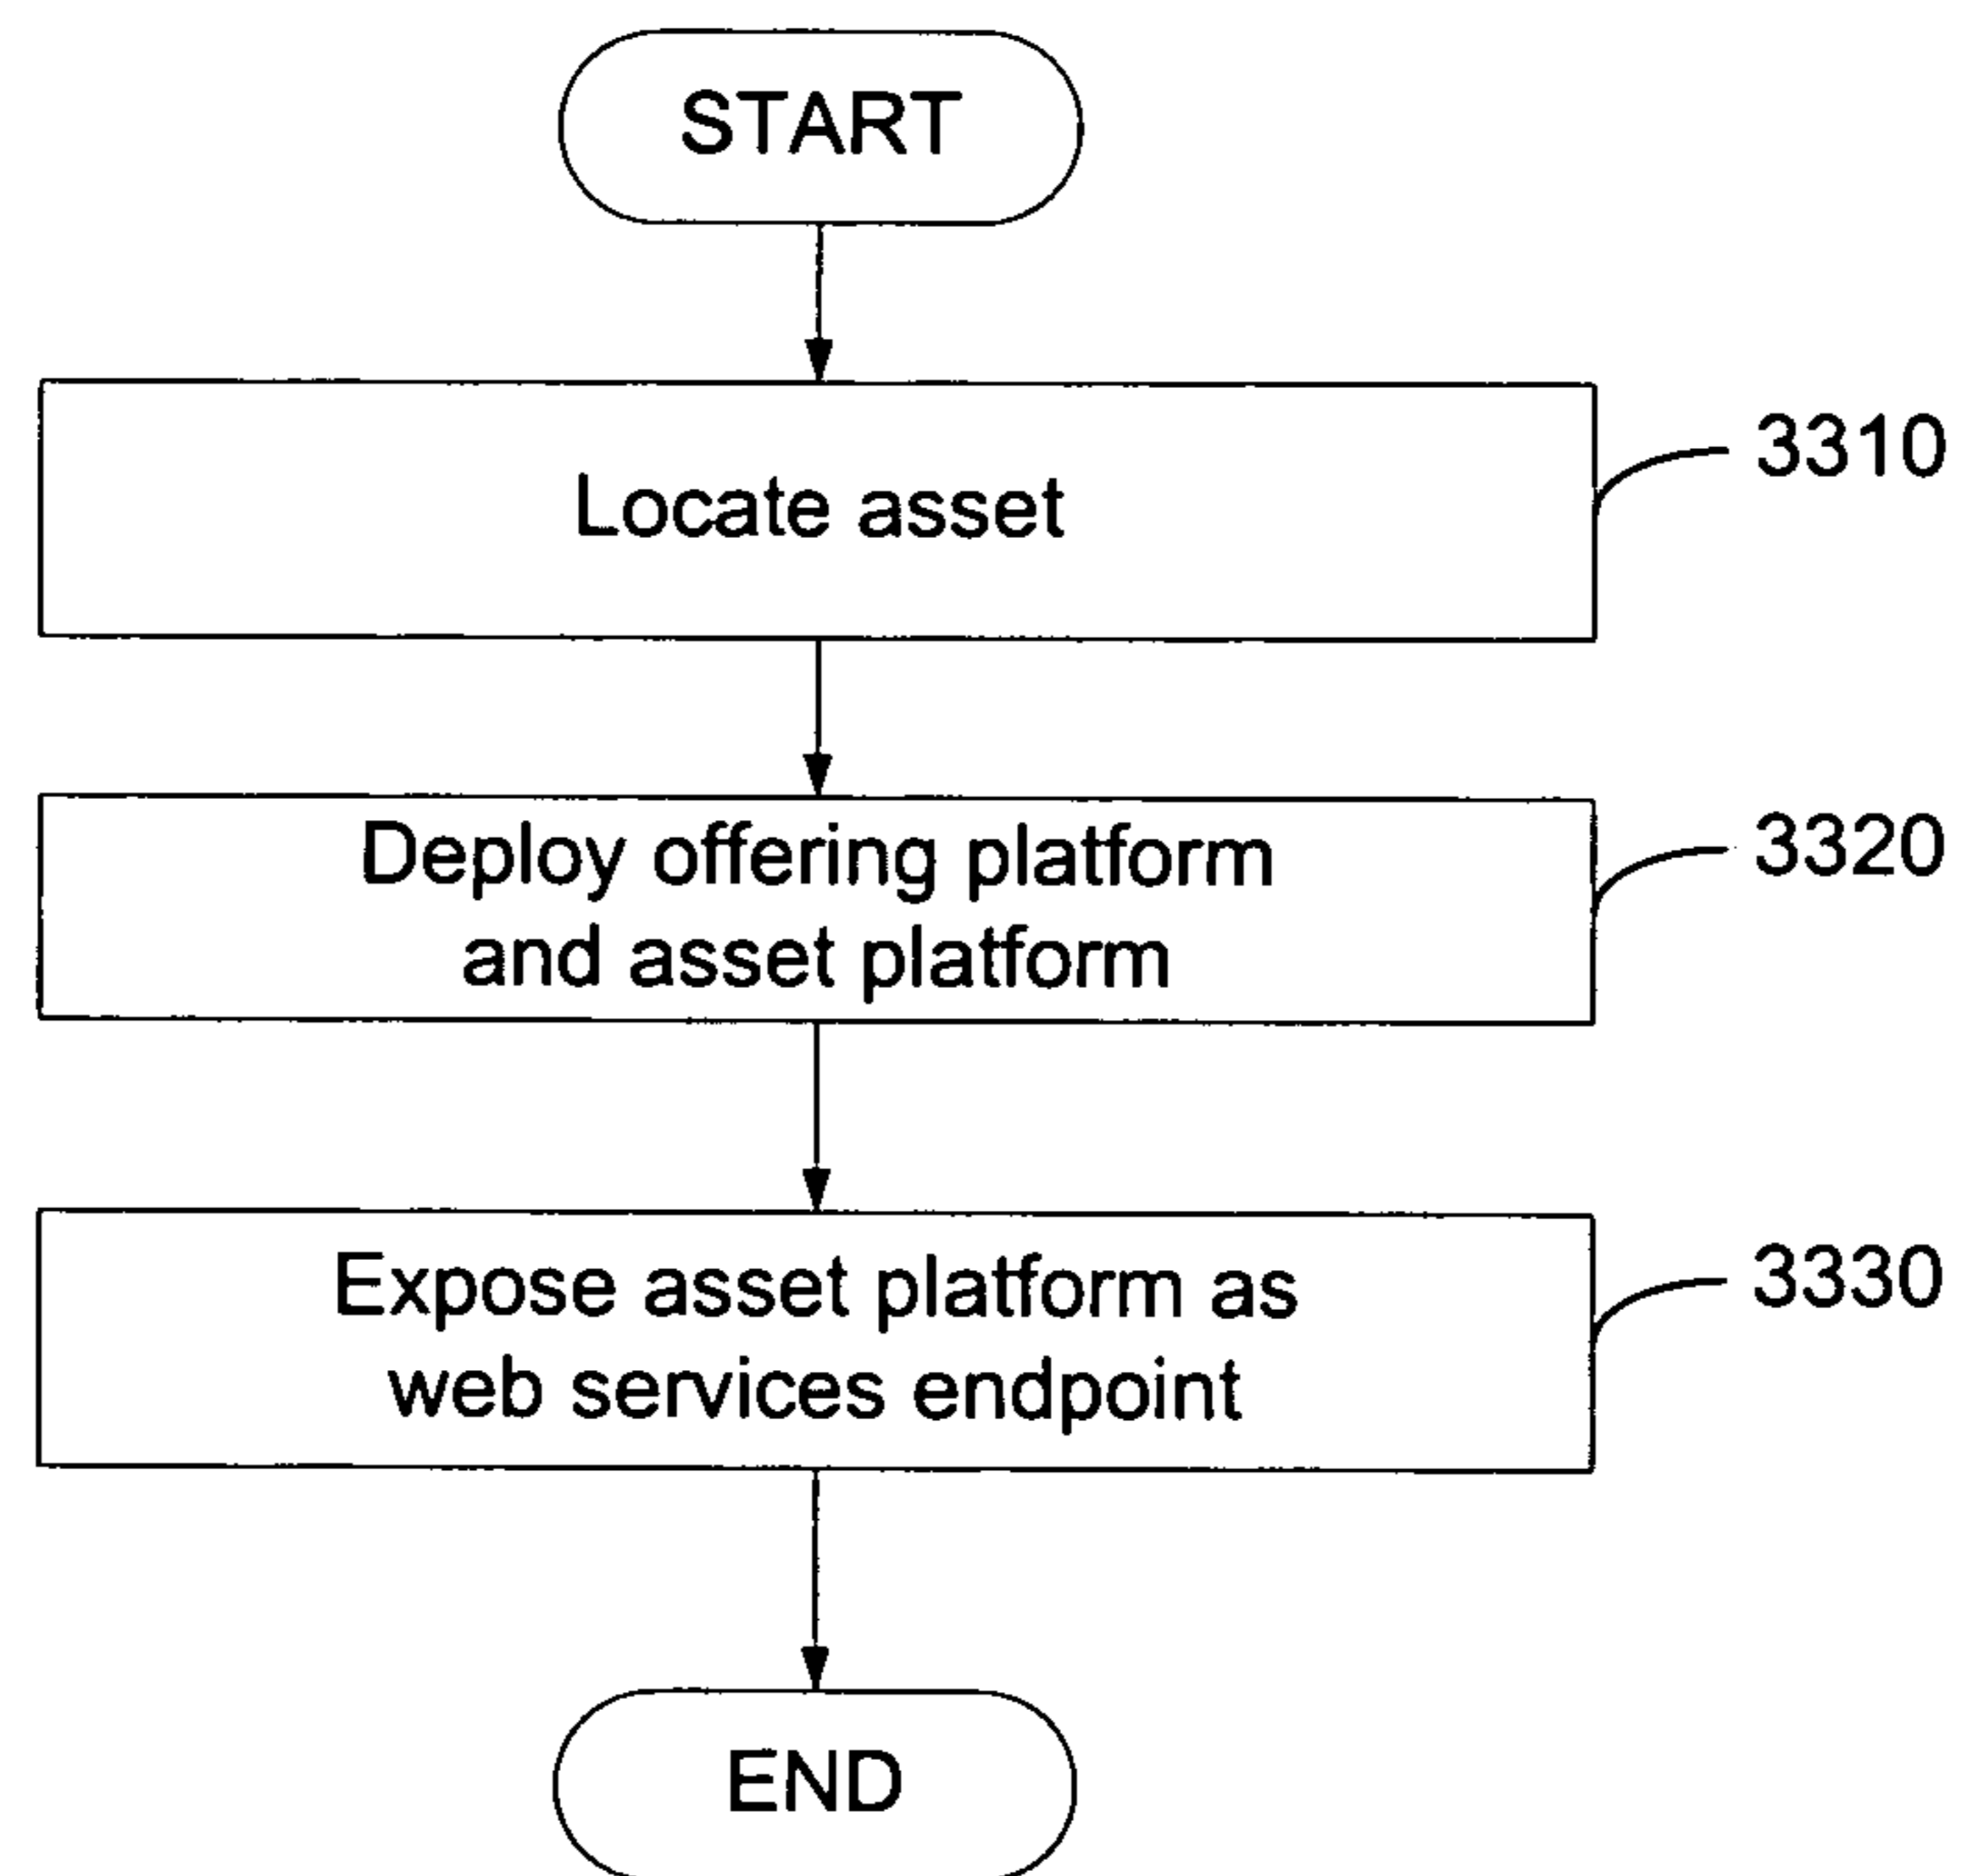 START
Locate asset
3310
Deploy offering platform
and asset platform
3320
Expose asset platform as
web services endpoint
3330
END